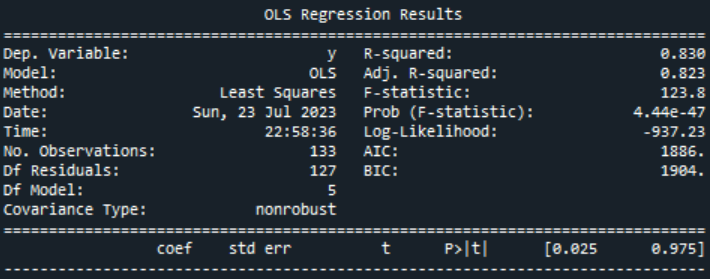 OLS Regression Results
==============================================================================
Dep. Variable: y R-squared: 0.830
Model: OLS Adj. R-squared: 0.823
Method: Least Squares F-statistic: 123.8
Date: Sun, 23 Jul 2023 Prob (F-statistic): 4.44e-47
Time: 22:58:36 Log-Likelihood: -937.23
No. Observations: 133 AIC: 1886.
Df Residuals: 127 BIC: 1904.
Df Model: 5
Covariance Type: nonrobust
==============================================================================
coef std err t P>|t| [0.025 0.975]
------------------------------------------------------------------------------